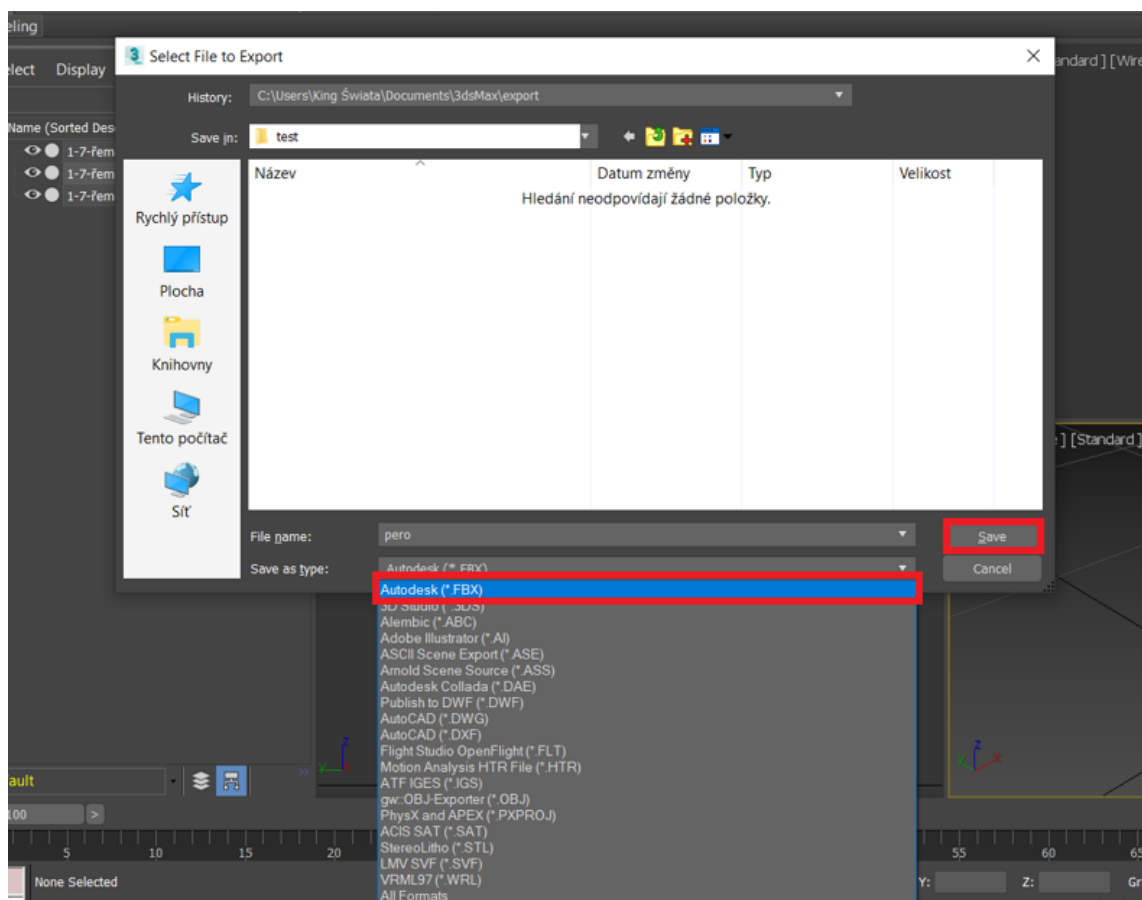 eling
Select File to Export
elect Display
andard ] [Wire
History: C:\Users\King Świata\Documents\3dsMax\export
Name (Sorted Des
Save in: test
1-7-řem
1-7-řem
1-7-řem
Název Datum změny Typ Velikost
Hledání neodpovídají žádné položky.
Rychlý přístup
Plocha
Knihovny
Tento počítač
] [Standard ]
Síť
File name: pero Save
Save as type: Autodesk (*.FBX) Cancel
Autodesk (*.FBX)
3D Studio (*.3DS)
Alembic (*.ABC)
Adobe Illustrator (*.AI)
ASCII Scene Export (*.ASE)
Arnold Scene Source (*.ASS)
Autodesk Collada (*.DAE)
Publish to DWF (*.DWF)
AutoCAD (*.DWG)
AutoCAD (*.DXF)
Flight Studio OpenFlight (*.FLT)
Motion Analysis HTR File (*.HTR)
ATF IGES (*.IGS)
gw::OBJ-Exporter (*.OBJ)
PhysX and APEX (*.PXPROJ)
ACIS SAT (*.SAT)
StereoLitho (*.STL)
LMV SVF (*.SVF)
VRML97 (*.WRL)
All Formats
z
y
z
y x
ault
100 >
5 10 15 20 55 60 65
None Selected Y: Z: Gr